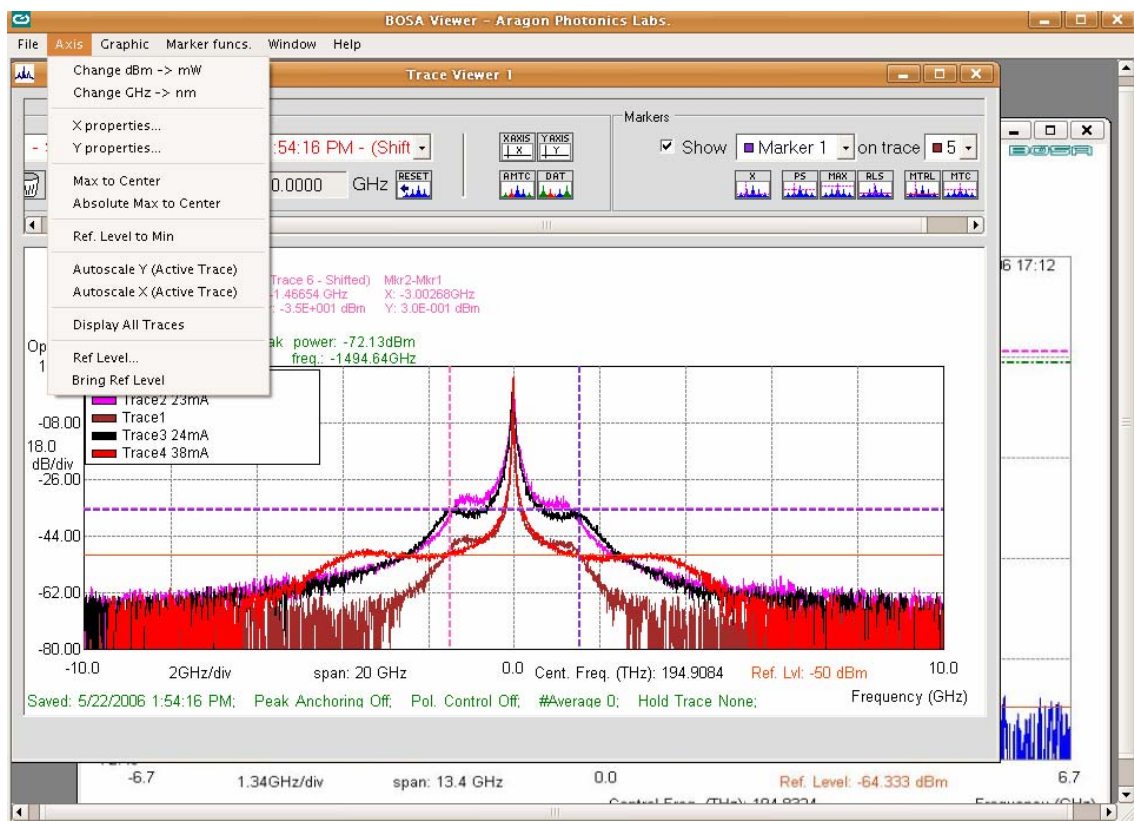 BOSA Viewer - Aragon Photonics Labs.
File Axis Graphic Marker funcs. Window Help
Change dBm -> mW
Change GHz -> nm
X properties...
Y properties...
Max to Center
Absolute Max to Center
Ref. Level to Min
Autoscale Y (Active Trace)
Autoscale X (Active Trace)
Display All Traces
Ref Level...
Bring Ref Level
Trace Viewer 1
:54:16 PM - (Shift
XAXIS YAXIS
X Y
0.0000 GHz RESET
AMTC DAT
Markers
Show Marker 1 on trace 5
X PS MAX RLS MTRL MTC
BOSA
06 17:12
Trace 6 - Shifted) Mkr2-Mkr1
-1.46654 GHz X: -3.00268GHz
: -3.5E+001 dBm Y: 3.0E-001 dBm
ak power: -72.13dBm
freq.: -1494.64GHz
Op
1
Trace2 23mA
Trace1
Trace3 24mA
Trace4 38mA
-08.00
18.0
dB/div
-26.00
-44.00
-62.00
-80.00
-10.0 2GHz/div span: 20 GHz 0.0 Cent. Freq. (THz): 194.9084 Ref. Lvl: -50 dBm 10.0
Frequency (GHz)
Saved: 5/22/2006 1:54:16 PM; Peak Anchoring Off; Pol. Control Off; #Average 0; Hold Trace None;
-6.7 1.34GHz/div span: 13.4 GHz 0.0 Ref. Level: -64.333 dBm 6.7